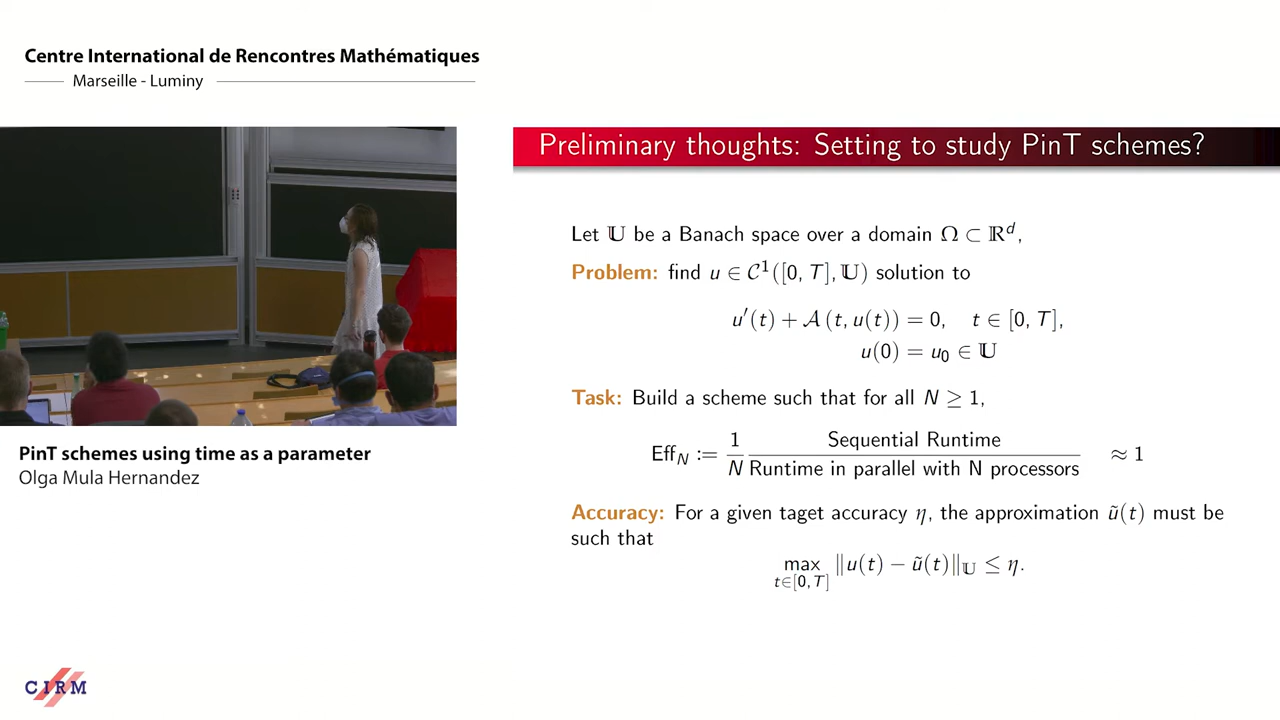 Centre International de Rencontres Mathématiques
Marseille - Luminy
Preliminary thoughts: Setting to study PinT schemes?
Let 𝕌 be a Banach space over a domain Ω ⊂ ℝᵈ,
Problem: find u ∈ 𝒞¹([0, T], 𝕌) solution to
u′(t) + 𝒜 (t, u(t)) = 0, t ∈ [0, T],
u(0) = u₀ ∈ 𝕌
Task: Build a scheme such that for all N ≥ 1,
Eff_N := 1/N Sequential Runtime / Runtime in parallel with N processors ≈ 1
Accuracy: For a given taget accuracy η, the approximation ũ(t) must be
such that
max t∈[0,T] ‖u(t) − ũ(t)‖_𝕌 ≤ η.
PinT schemes using time as a parameter
Olga Mula Hernandez
CIRM